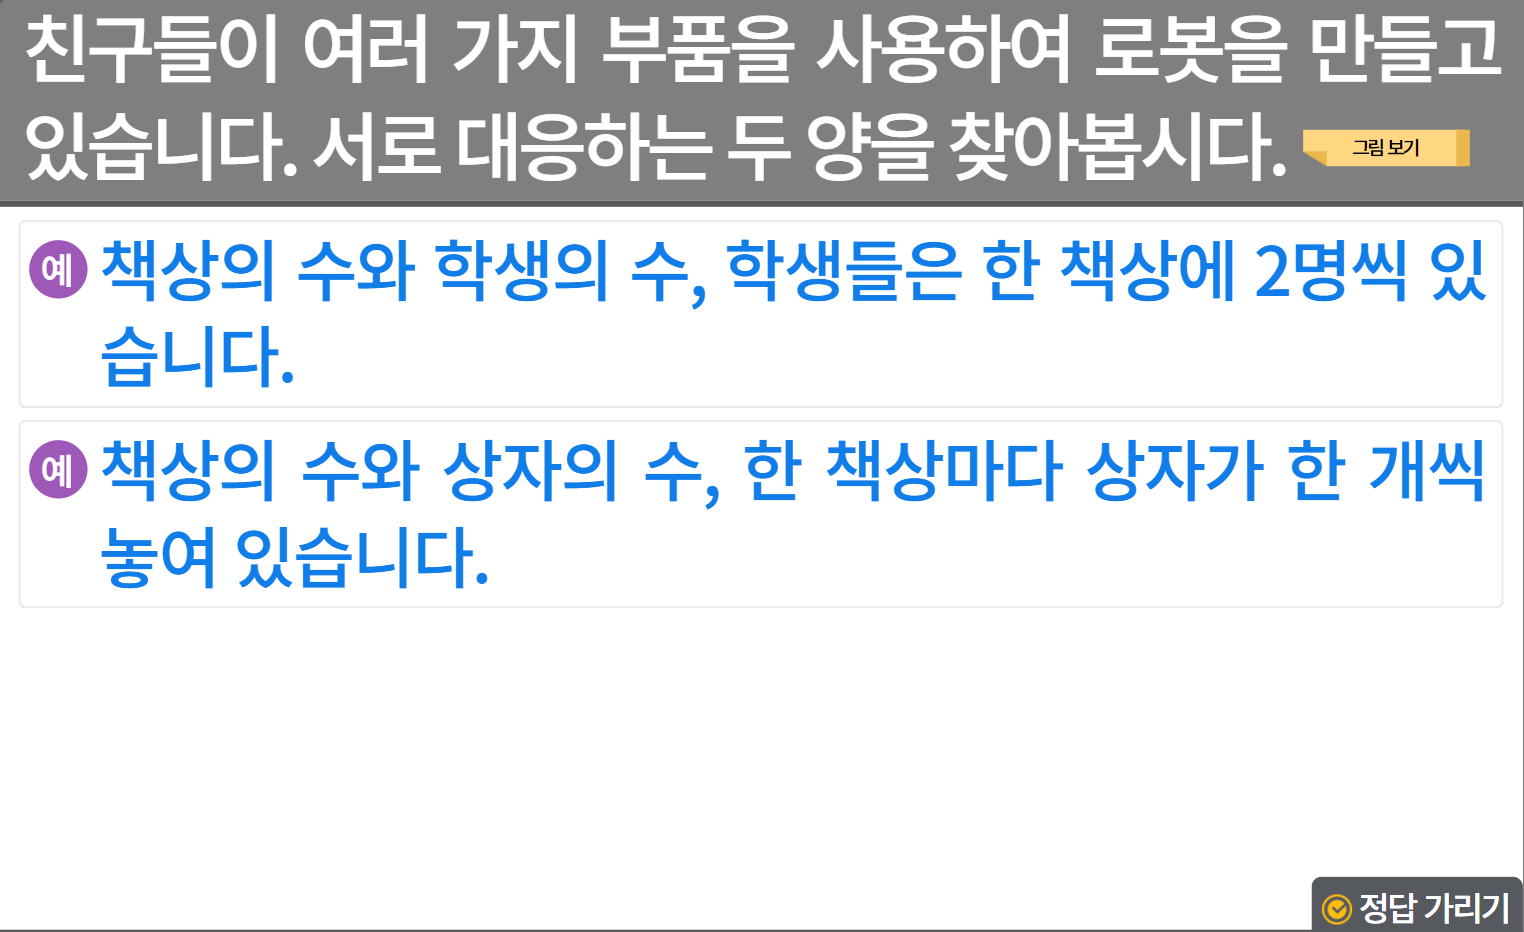 친구들이 여러 가지 부품을 사용하여 로봇을 만들고
있습니다. 서로 대응하는 두 양을 찾아봅시다. 그림 보기
예 책상의 수와 학생의 수, 학생들은 한 책상에 2명씩 있
습니다.
예 책상의 수와 상자의 수, 한 책상마다 상자가 한 개씩
놓여 있습니다.
정답 가리기